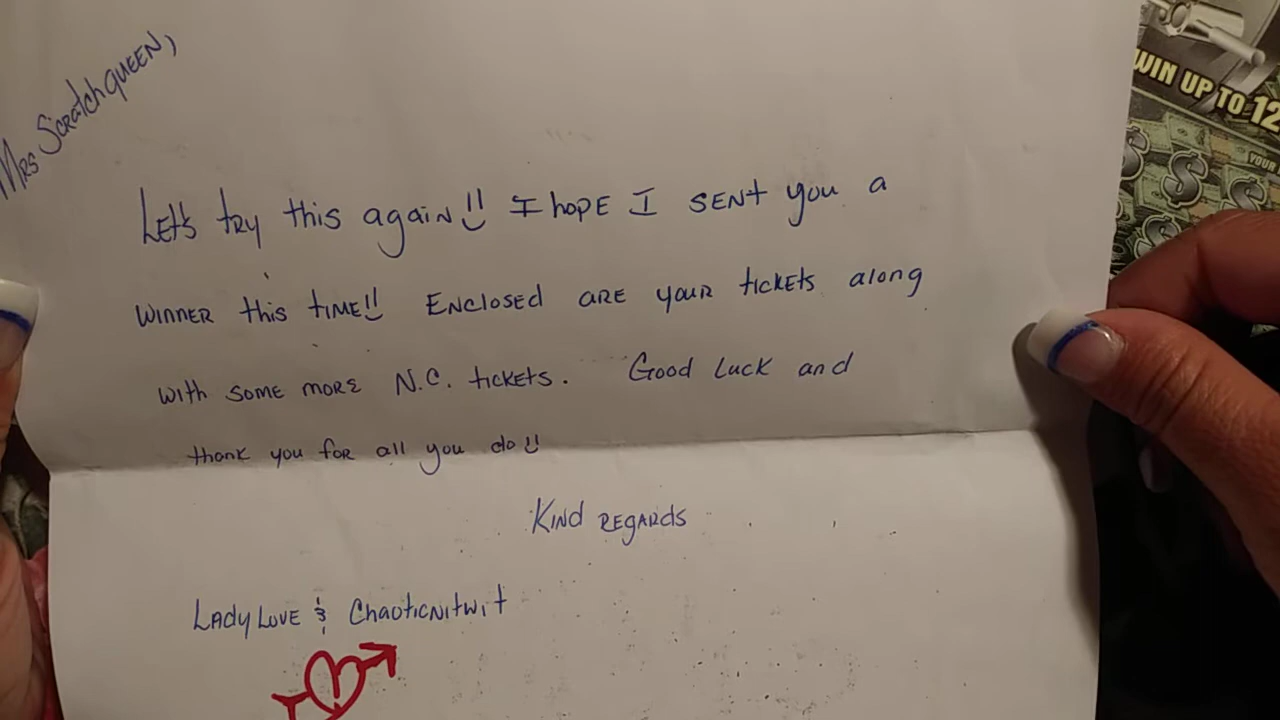 Mrs ScratchQUEEN,
Let's try this again!! I hope I sent you a
winner this time!! Enclosed are your tickets along
with some more N.C. tickets. Good Luck and
thank you for all you do!!
Kind regards
Lady Love & Chaoticnitwit
WIN UP TO 12
YOUR